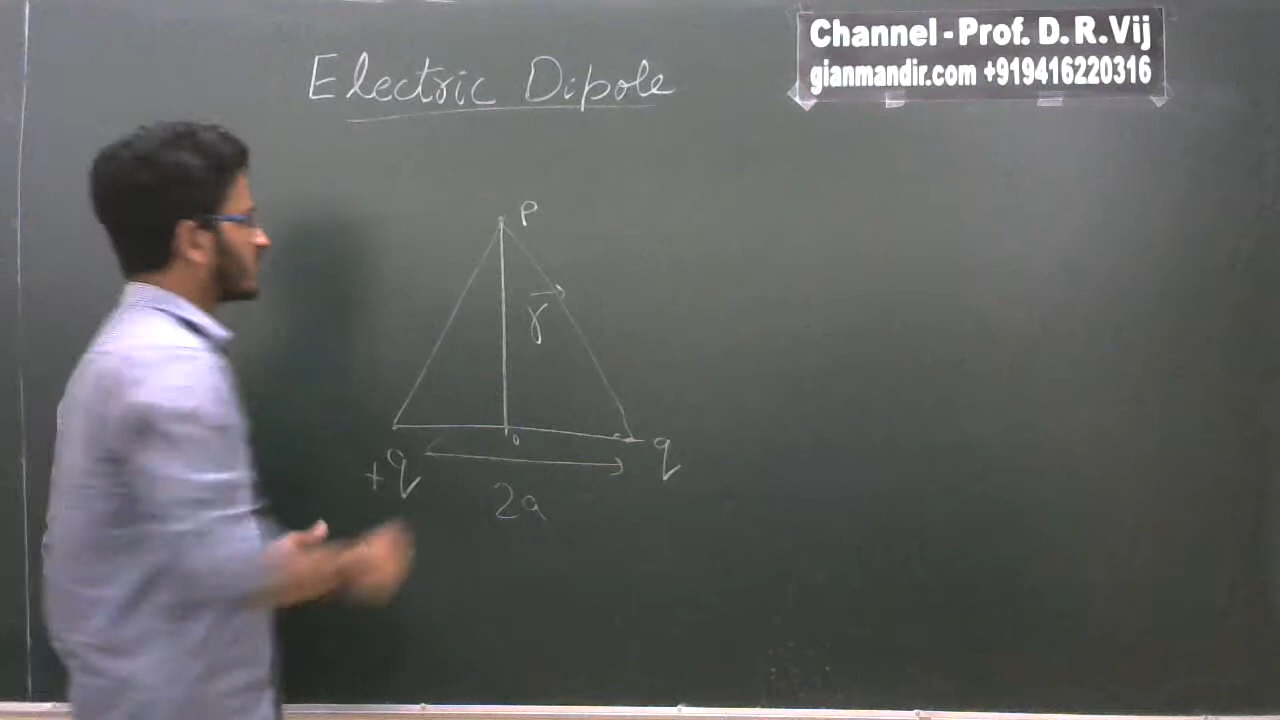 Electric Dipole
Channel - Prof. D. R. Vij
gianmandir.com +919416220316
P
r
o
+q
- q
2a